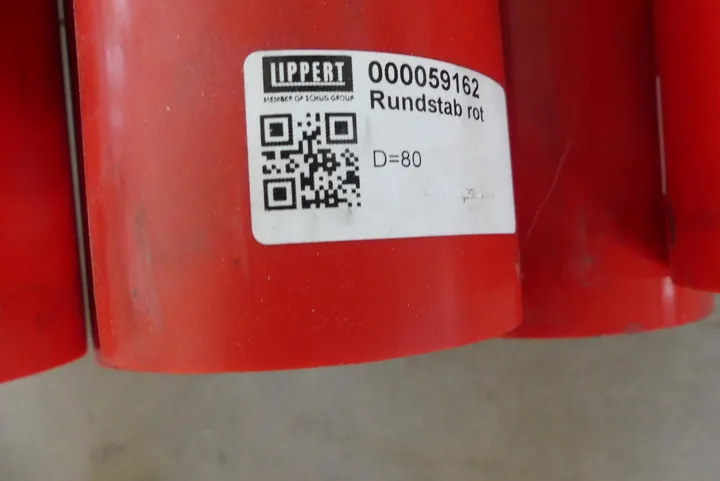 LIPPERT
MEMBER OF SCHUG GROUP
000059162
Rundstab rot
D=80